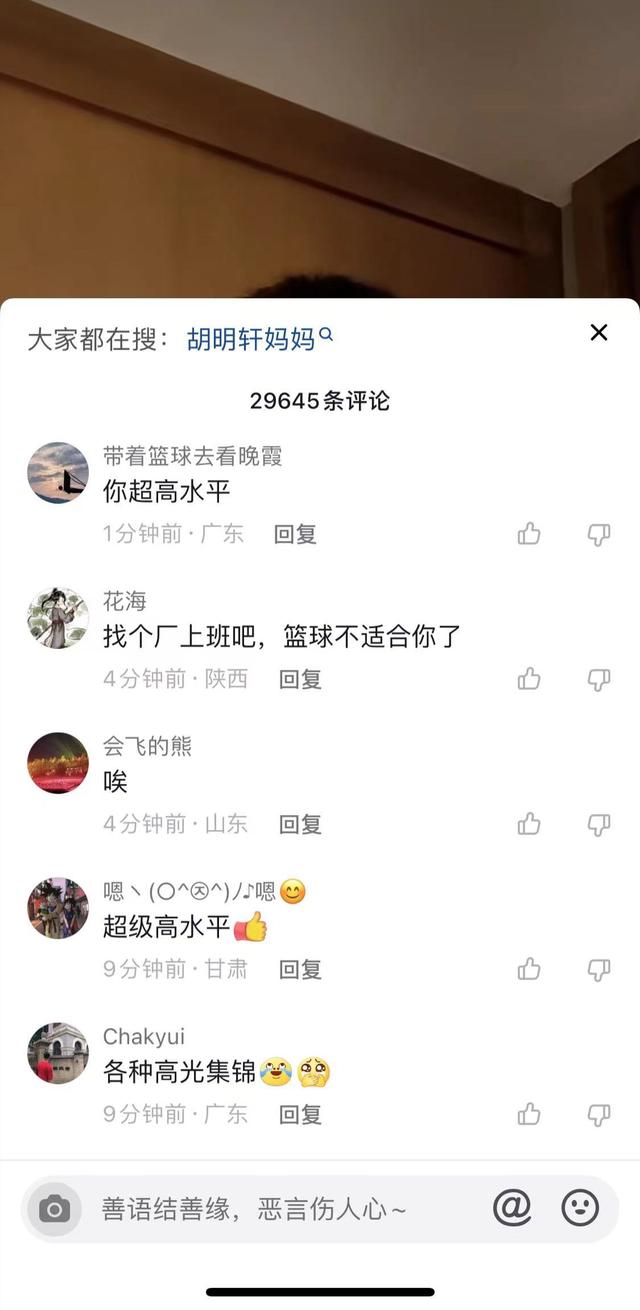 大家都在搜：胡明轩妈妈
29645条评论
带着篮球去看晚霞
你超高水平
1分钟前·广东 回复
花海
找个厂上班吧，篮球不适合你了
4分钟前·陕西 回复
会飞的熊
唉
4分钟前·山东 回复
嗯丶(〇^㉨^)ﾉ♪嗯😊
超级高水平👍
9分钟前·甘肃 回复
Chakyui
各种高光集锦😂🥹
9分钟前·广东 回复
善语结善缘，恶言伤人心~ @